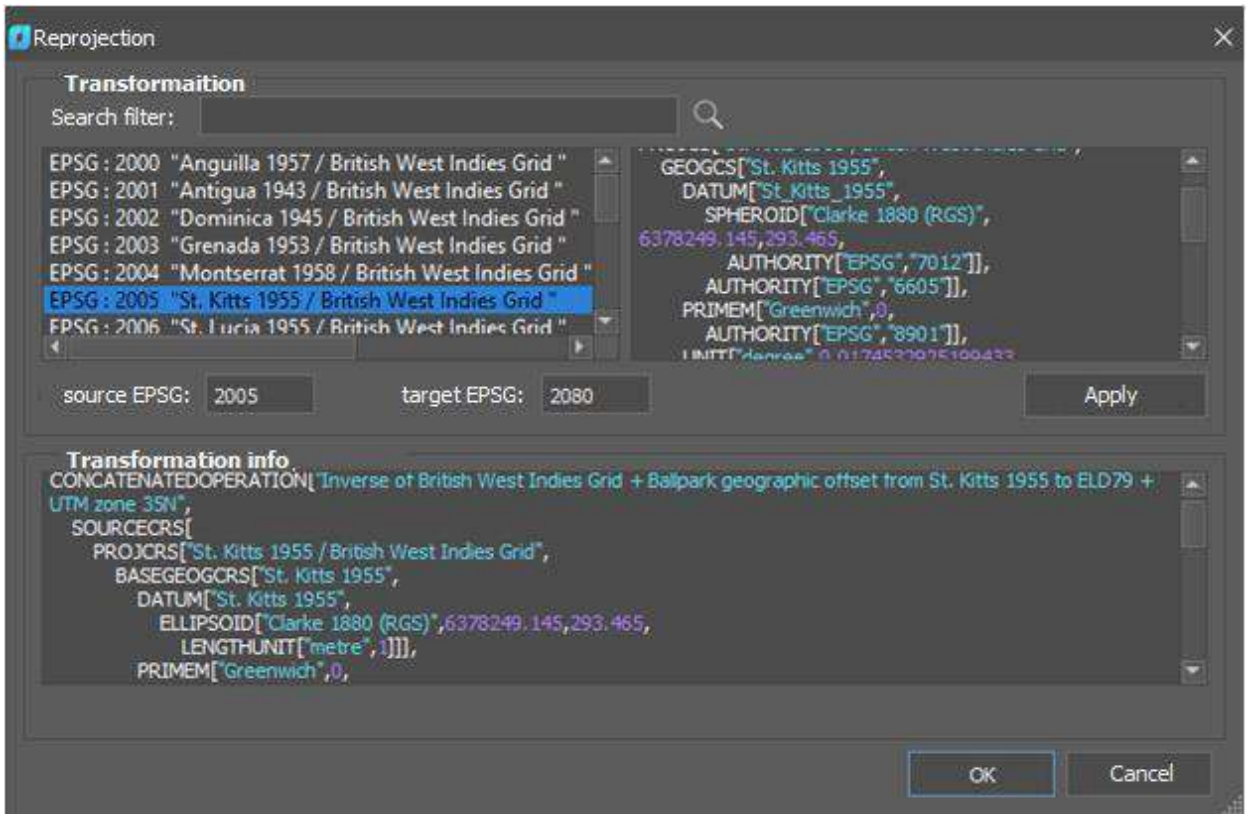 Reprojection
Transformaition
Search filter:
EPSG : 2000 "Anguilla 1957 / British West Indies Grid "
EPSG : 2001 "Antigua 1943 / British West Indies Grid "
EPSG : 2002 "Dominica 1945 / British West Indies Grid "
EPSG : 2003 "Grenada 1953 / British West Indies Grid "
EPSG : 2004 "Montserrat 1958 / British West Indies Grid "
EPSG : 2005 "St. Kitts 1955 / British West Indies Grid "
EPSG : 2006 "St. Lucia 1955 / British West Indies Grid "
GEOGCS["St. Kitts 1955",
DATUM["St_Kitts_1955",
SPHEROID["Clarke 1880 (RGS)",
6378249.145,293.465,
AUTHORITY["EPSG","7012"]],
AUTHORITY["EPSG","6605"]],
PRIMEM["Greenwich",0,
AUTHORITY["EPSG","8901"]],
UNIT["degree",0.0174532925199433,
source EPSG: 2005 target EPSG: 2080 Apply
Transformation info
CONCATENATEDOPERATION["Inverse of British West Indies Grid + Ballpark geographic offset from St. Kitts 1955 to ELD79 +
UTM zone 35N",
SOURCECRS[
PROJCRS["St. Kitts 1955 / British West Indies Grid",
BASEGEOGCRS["St. Kitts 1955",
DATUM["St. Kitts 1955",
ELLIPSOID["Clarke 1880 (RGS)",6378249.145,293.465,
LENGTHUNIT["metre",1]]],
PRIMEM["Greenwich",0,
OK Cancel